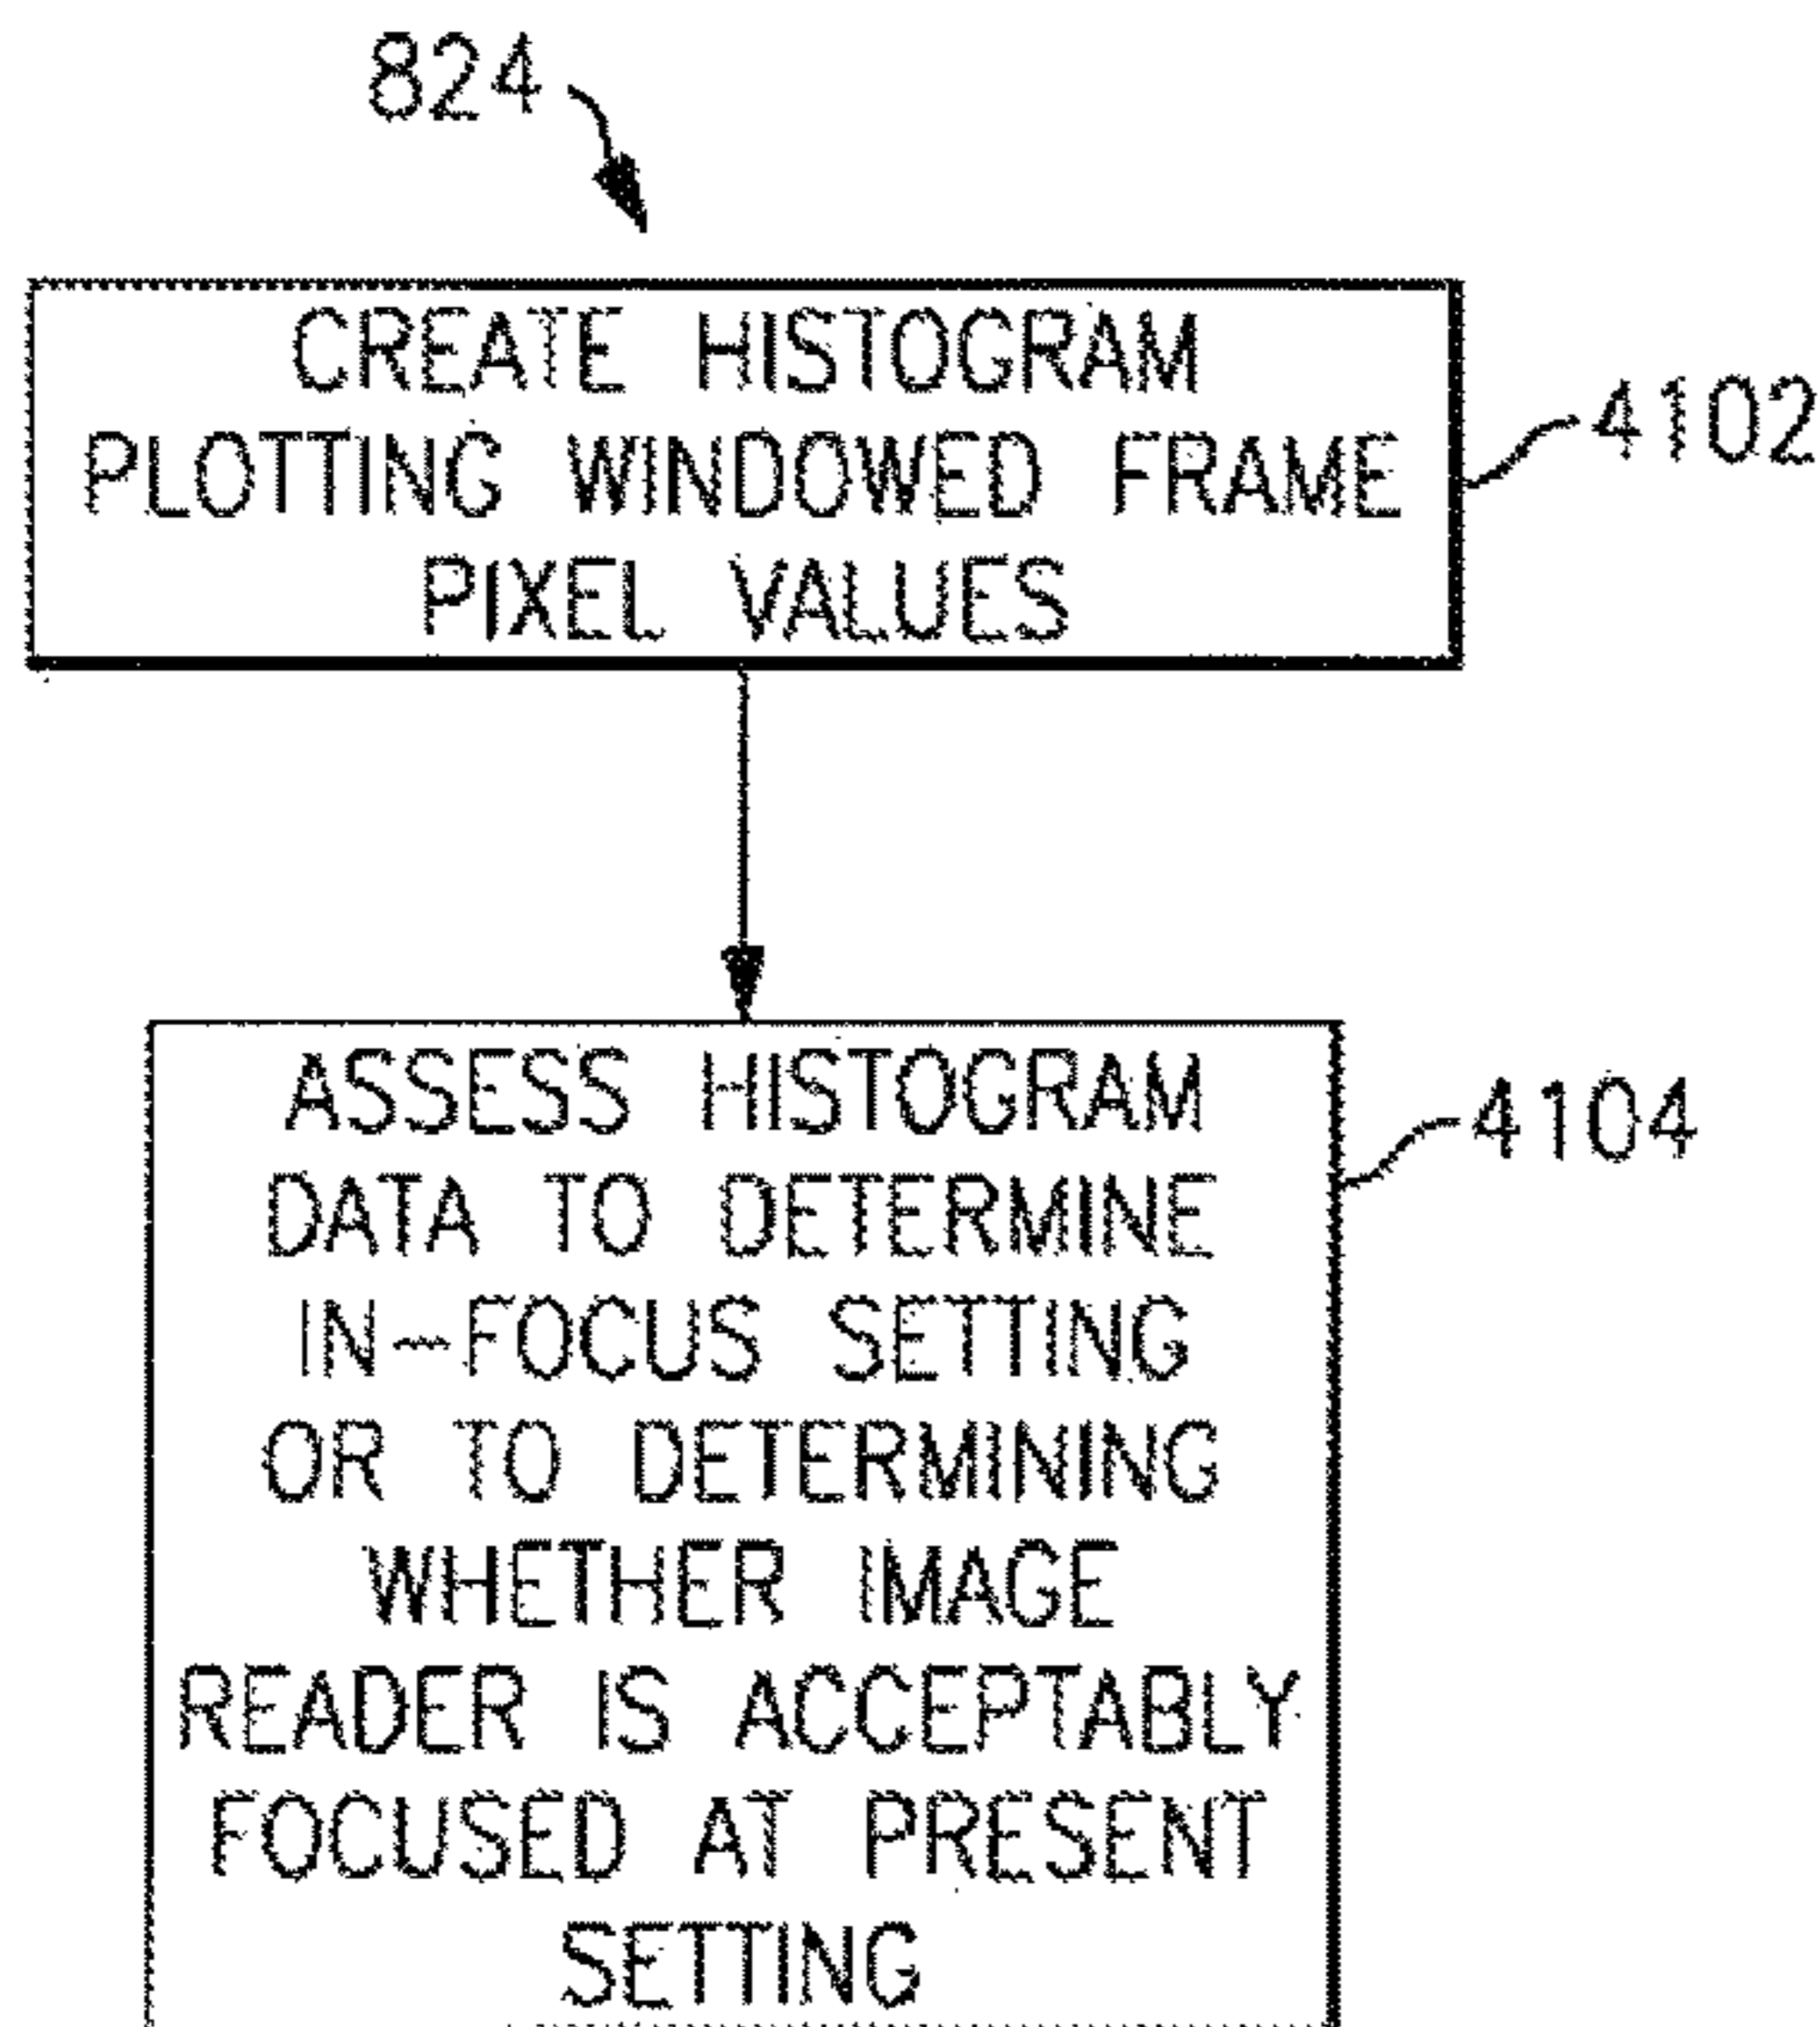 824
CREATE HISTOGRAM
PLOTTING WINDOWED FRAME
PIXEL VALUES
4102
ASSESS HISTOGRAM
DATA TO DETERMINE
IN-FOCUS SETTING
OR TO DETERMINING
WHETHER IMAGE
READER IS ACCEPTABLY
FOCUSED AT PRESENT
SETTING
4104